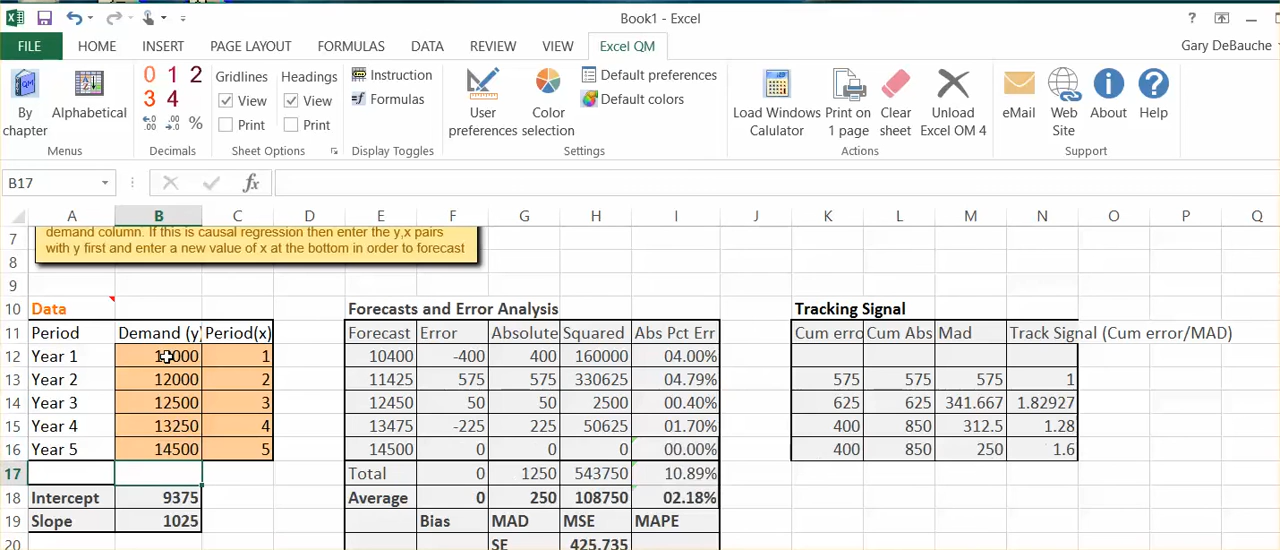 Book1 - Excel
?
FILE HOME INSERT PAGE LAYOUT FORMULAS DATA REVIEW VIEW Excel QM Gary DeBauche
By chapter
Alphabetical
Menus
0 1 2
3 4
.00 .00 %
Decimals
Gridlines Headings
View View
Print Print
Sheet Options
Instruction
Formulas
Display Toggles
User preferences
Color selection
Default preferences
Default colors
Settings
Load Windows Calulator
Print on 1 page
Clear sheet
Unload Excel OM 4
Actions
eMail
Web Site
About
Help
Support
B17 fx
A B C D E F G H I J K L M N O P Q
7 demand column. If this is causal regression then enter the y,x pairs
with y first and enter a new value of x at the bottom in order to forecast
8
9
10 Data Forecasts and Error Analysis Tracking Signal
11 Period Demand (y) Period(x) Forecast Error Absolute Squared Abs Pct Err Cum erro Cum Abs Mad Track Signal (Cum error/MAD)
12 Year 1 1 10400 -400 400 160000 04.00%
13 Year 2 12000 2 11425 575 575 330625 04.79% 575 575 575 1
14 Year 3 12500 3 12450 50 50 2500 00.40% 625 625 341.667 1.82927
15 Year 4 13250 4 13475 -225 225 50625 01.70% 400 850 312.5 1.28
16 Year 5 14500 5 14500 0 0 0 00.00% 400 850 250 1.6
17 Total 0 1250 543750 10.89%
18 Intercept 9375 Average 0 250 108750 02.18%
19 Slope 1025 Bias MAD MSE MAPE
20 SE 425.735